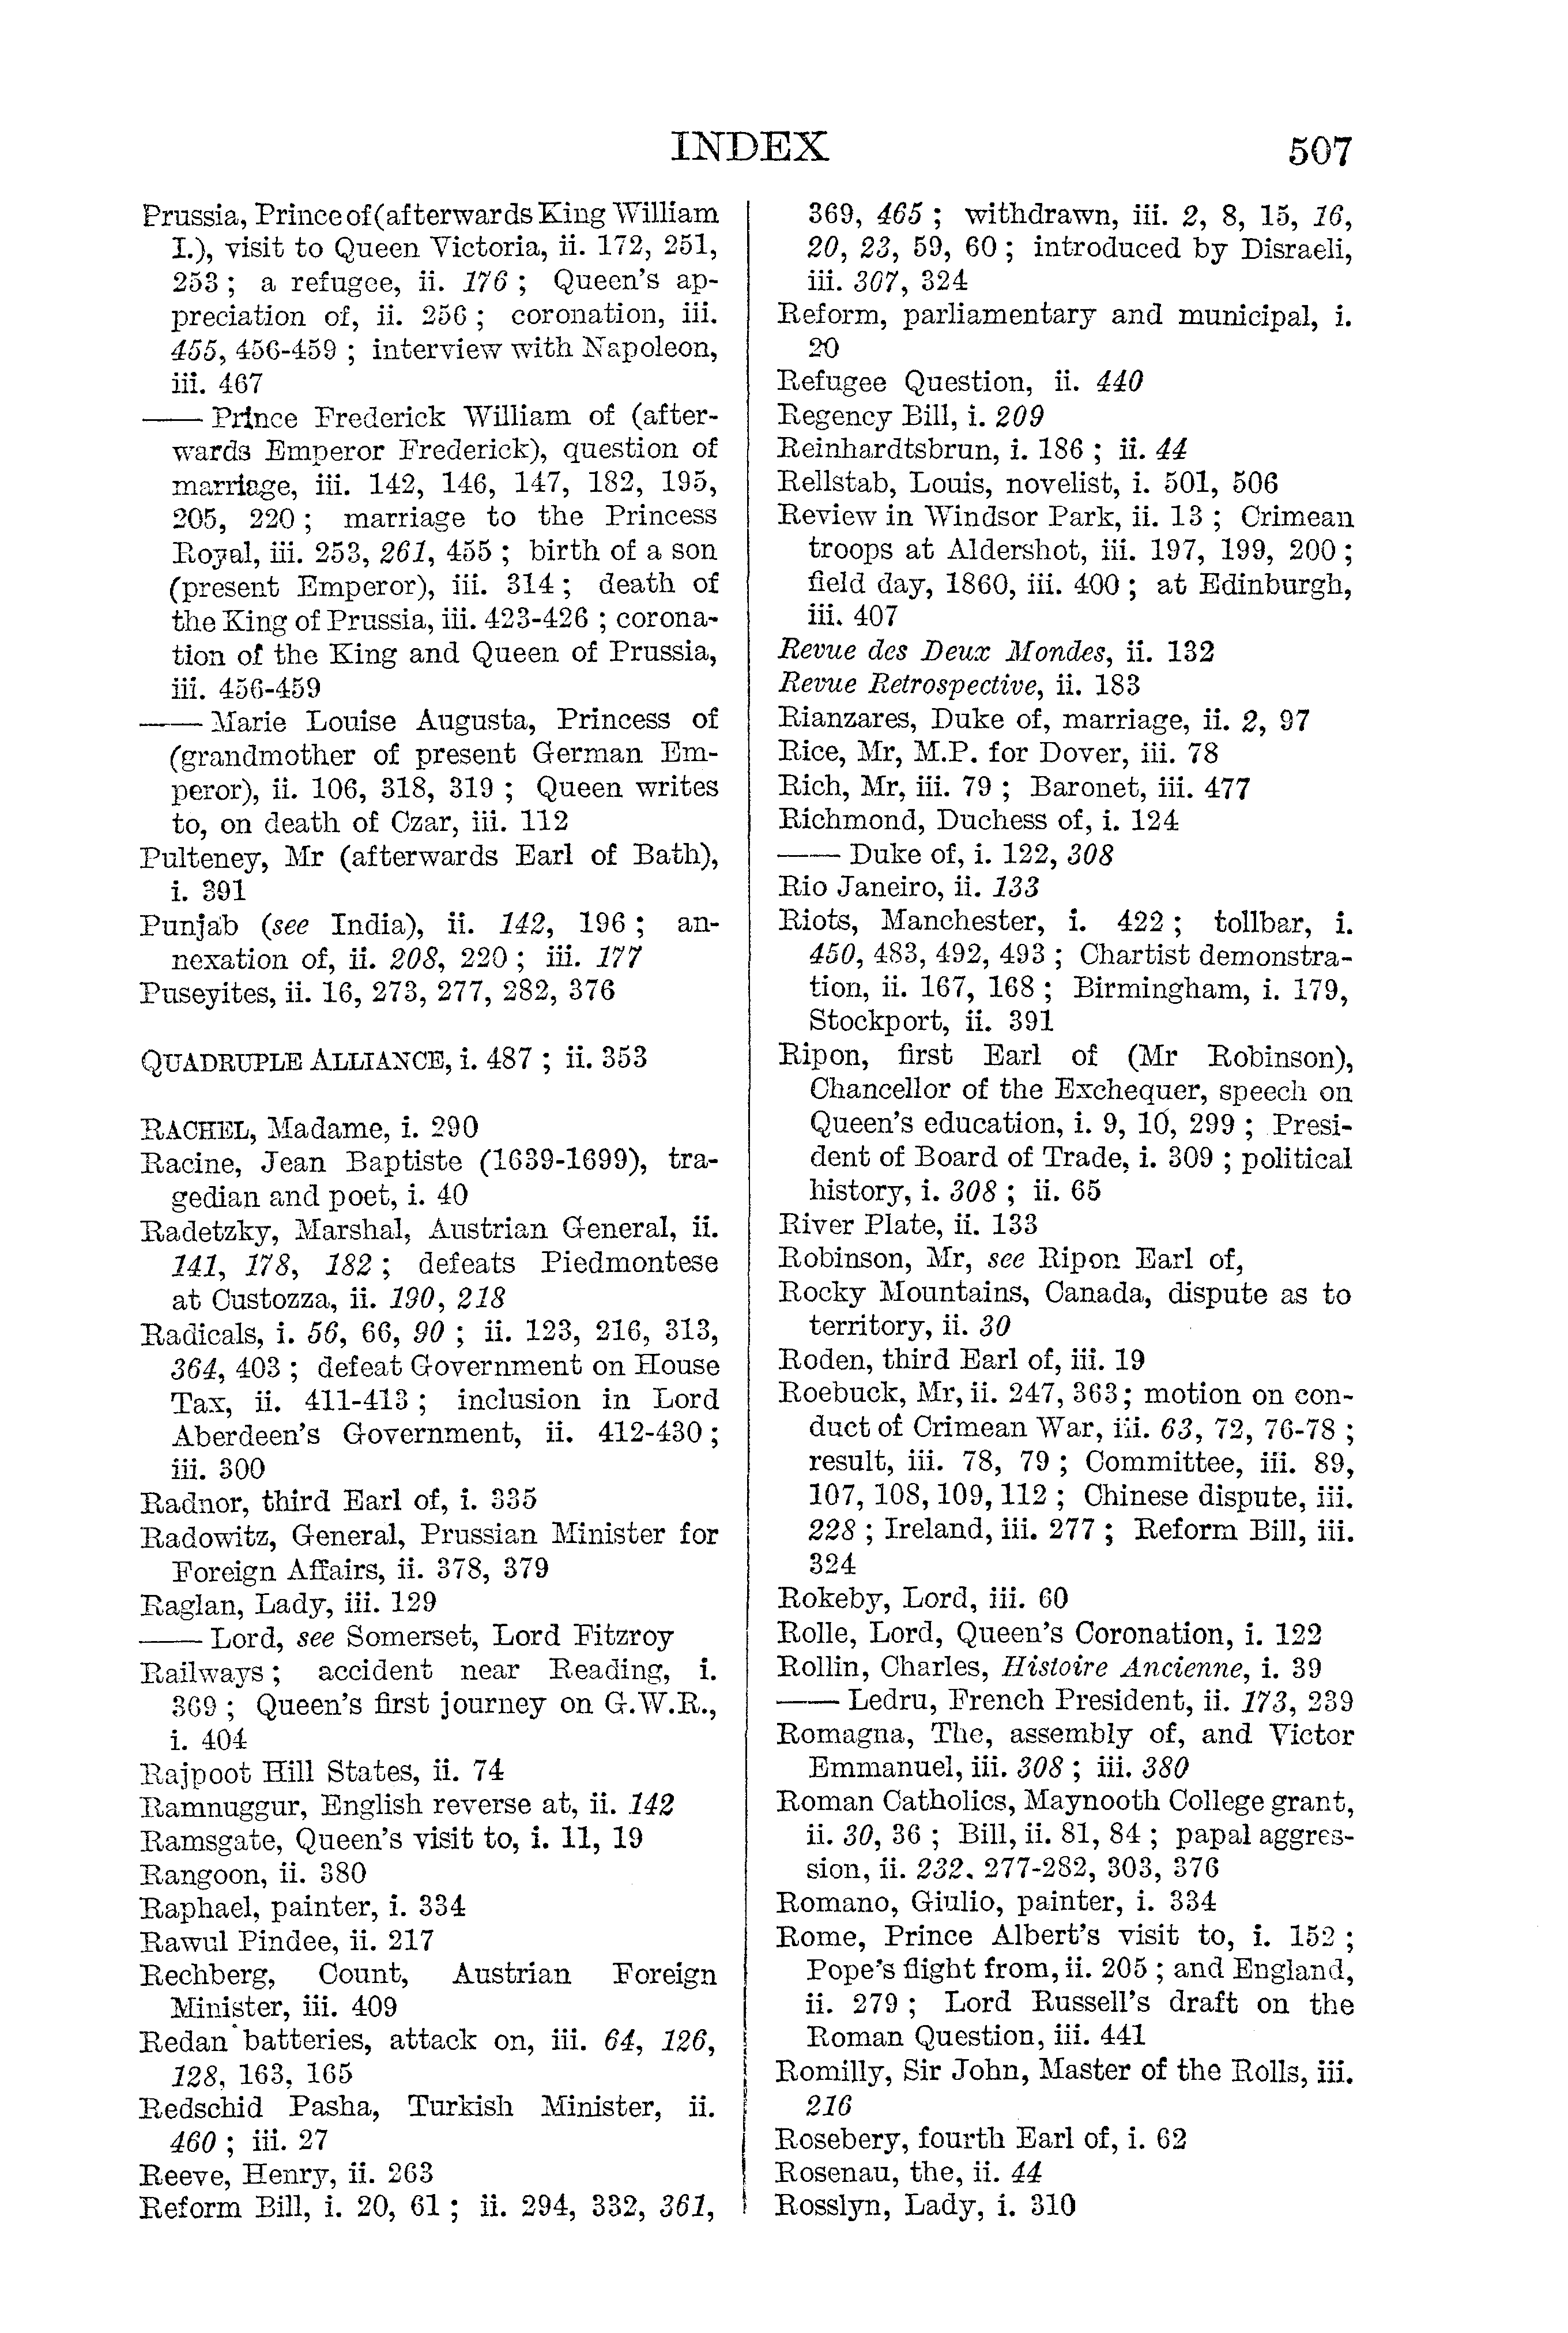 INDEX 507
Prussia, Prince of (afterwards King William
I.), visit to Queen Victoria, ii. 172, 251,
253 ; a refugee, ii. 176 ; Queen's ap-
preciation of, ii. 256 ; coronation, iii.
455, 456-459 ; interview with Napoleon,
iii. 467
—— Prince Frederick William of (after-
wards Emperor Frederick), question of
marriage, iii. 142, 146, 147, 182, 195,
205, 220 ; marriage to the Princess
Royal, iii. 253, 261, 455 ; birth of a son
(present Emperor), iii. 314 ; death of
the King of Prussia, iii. 423-426 ; corona-
tion of the King and Queen of Prussia,
iii. 456-459
—— Marie Louise Augusta, Princess of
(grandmother of present German Em-
peror), ii. 106, 318, 319 ; Queen writes
to, on death of Czar, iii. 112
Pulteney, Mr (afterwards Earl of Bath),
i. 391
Punjab (see India), ii. 142, 196 ; an-
nexation of, ii. 208, 220 ; iii. 177
Puseyites, ii. 16, 273, 277, 282, 376
QUADRUPLE ALLIANCE, i. 487 ; ii. 353
RACHEL, Madame, i. 290
Racine, Jean Baptiste (1639-1699), tra-
gedian and poet, i. 40
Radetzky, Marshal, Austrian General, ii.
141, 178, 182 ; defeats Piedmontese
at Custozza, ii. 190, 218
Radicals, i. 56, 66, 90 ; ii. 123, 216, 313,
364, 403 ; defeat Government on House
Tax, ii. 411-413 ; inclusion in Lord
Aberdeen's Government, ii. 412-430 ;
iii. 300
Radnor, third Earl of, i. 335
Radowitz, General, Prussian Minister for
Foreign Affairs, ii. 378, 379
Raglan, Lady, iii. 129
—— Lord, see Somerset, Lord Fitzroy
Railways ; accident near Reading, i.
369 ; Queen's first journey on G.W.R.,
i. 404
Rajpoot Hill States, ii. 74
Ramnuggur, English reverse at, ii. 142
Ramsgate, Queen's visit to, i. 11, 19
Rangoon, ii. 380
Raphael, painter, i. 334
Rawul Pindee, ii. 217
Rechberg, Count, Austrian Foreign
Minister, iii. 409
Redan batteries, attack on, iii. 64, 126,
128, 163, 165
Redschid Pasha, Turkish Minister, ii.
460 ; iii. 27
Reeve, Henry, ii. 263
Reform Bill, i. 20, 61 ; ii. 294, 332, 361,
369, 465 ; withdrawn, iii. 2, 8, 15, 16,
20, 23, 59, 60 ; introduced by Disraeli,
iii. 307, 324
Reform, parliamentary and municipal, i.
20
Refugee Question, ii. 440
Regency Bill, i. 209
Reinhardtsbrun, i. 186 ; ii. 44
Rellstab, Louis, novelist, i. 501, 506
Review in Windsor Park, ii. 13 ; Crimean
troops at Aldershot, iii. 197, 199, 200 ;
field day, 1860, iii. 400 ; at Edinburgh,
iii. 407
Revue des Deux Mondes, ii. 132
Revue Retrospective, ii. 183
Rianzares, Duke of, marriage, ii. 2, 97
Rice, Mr, M.P. for Dover, iii. 78
Rich, Mr, iii. 79 ; Baronet, iii. 477
Richmond, Duchess of, i. 124
—— Duke of, i. 122, 308
Rio Janeiro, ii. 133
Riots, Manchester, i. 422 ; tollbar, i.
450, 483, 492, 493 ; Chartist demonstra-
tion, ii. 167, 168 ; Birmingham, i. 179,
Stockport, ii. 391
Ripon, first Earl of (Mr Robinson),
Chancellor of the Exchequer, speech on
Queen's education, i. 9, 10, 299 ; Presi-
dent of Board of Trade, i. 309 ; political
history, i. 308 ; ii. 65
River Plate, ii. 133
Robinson, Mr, see Ripon Earl of,
Rocky Mountains, Canada, dispute as to
territory, ii. 30
Roden, third Earl of, iii. 19
Roebuck, Mr, ii. 247, 363 ; motion on con-
duct of Crimean War, iii. 63, 72, 76-78 ;
result, iii. 78, 79 ; Committee, iii. 89,
107, 108, 109, 112 ; Chinese dispute, iii.
228 ; Ireland, iii. 277 ; Reform Bill, iii.
324
Rokeby, Lord, iii. 60
Rolle, Lord, Queen's Coronation, i. 122
Rollin, Charles, Histoire Ancienne, i. 39
—— Ledru, French President, ii. 173, 239
Romagna, The, assembly of, and Victor
Emmanuel, iii. 308 ; iii. 380
Roman Catholics, Maynooth College grant,
ii. 30, 36 ; Bill, ii. 81, 84 ; papal aggres-
sion, ii. 232, 277-282, 303, 376
Romano, Giulio, painter, i. 334
Rome, Prince Albert's visit to, i. 152 ;
Pope's flight from, ii. 205 ; and England,
ii. 279 ; Lord Russell's draft on the
Roman Question, iii. 441
Romilly, Sir John, Master of the Rolls, iii.
216
Rosebery, fourth Earl of, i. 62
Rosenau, the, ii. 44
Rosslyn, Lady, i. 310